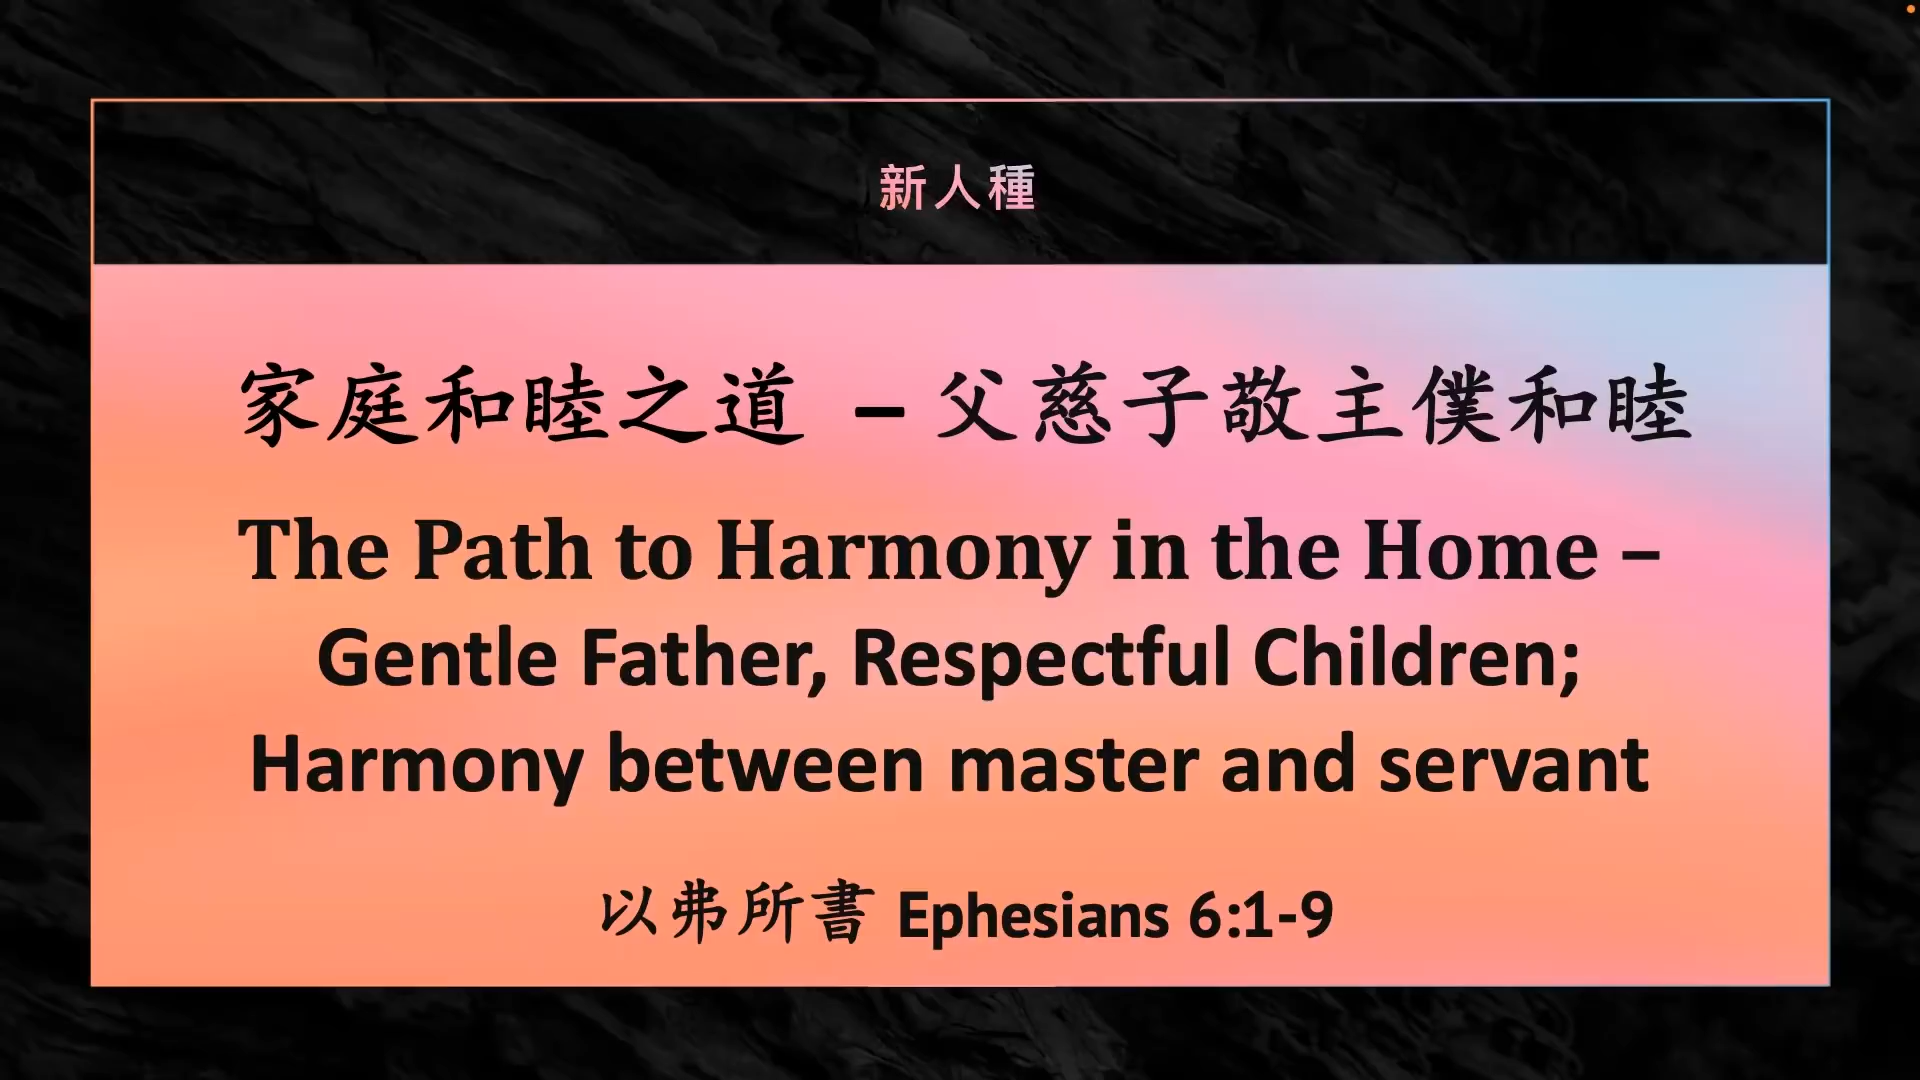 新人種
家庭和睦之道 – 父慈子敬主僕和睦
The Path to Harmony in the Home –
Gentle Father, Respectful Children;
Harmony between master and servant
以弗所書 Ephesians 6:1-9